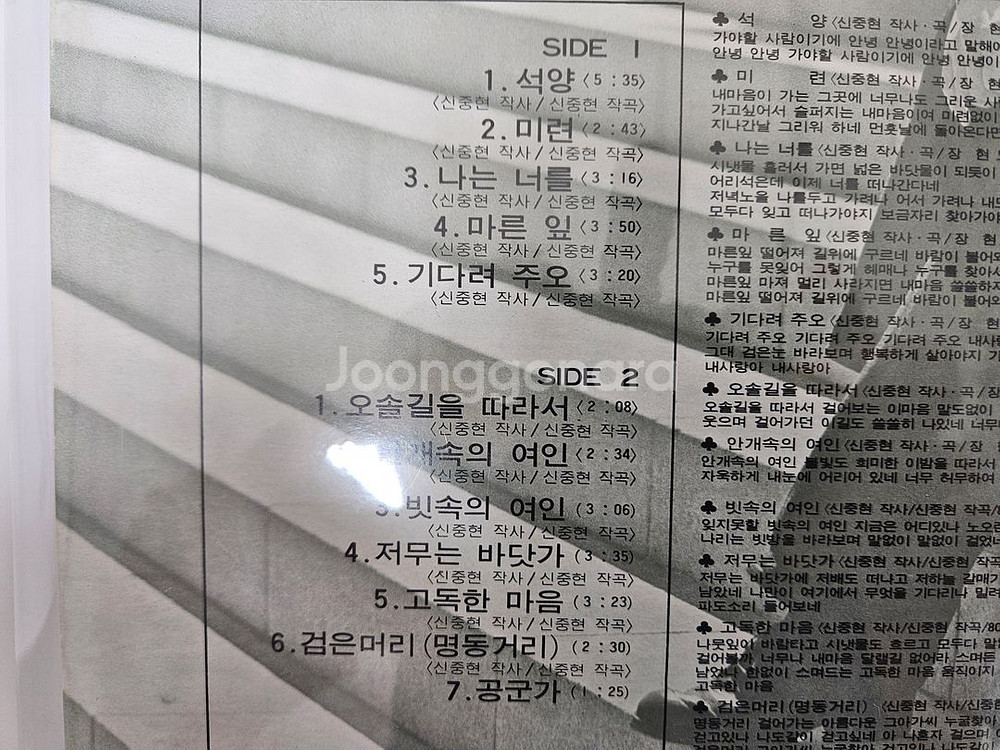 SIDE 1
1. 석양 〈5 : 35〉
〈신중현 작사 / 신중현 작곡〉
2. 미련 〈2 : 43〉
〈신중현 작사 / 신중현 작곡〉
3. 나는 너를 〈3 : 16〉
〈신중현 작사 / 신중현 작곡〉
4. 마른 잎 〈3 : 50〉
〈신중현 작사 / 신중현 작곡〉
5. 기다려 주오 〈3 : 20〉
〈신중현 작사 / 신중현 작곡〉
Joonggonara
SIDE 2
1. 오솔길을 따라서 〈2 : 08〉
〈신중현 작사 / 신중현 작곡〉
개속의 여인 〈2 : 34〉
〈신중현 작사 / 신중현 작곡〉
3. 빗속의 여인 (3 : 06)
〈신중현 작사 / 신중현 작곡〉
4. 저무는 바닷가 (3 : 35)
〈신중현 작사 / 신중현 작곡〉
5. 고독한 마음 (3 : 23)
〈신중현 작사 / 신중현 작곡〉
6. 검은머리 (명동거리) (2 : 30)
〈신중현 작사 / 신중현 작곡〉
7. 공군가 (1 : 25)
♣ 석 양 〈신중현 작사 · 곡 / 장 현
가야할 사람이기에 안녕 안녕이라고 말해야
안녕 안녕 가야할 사람이기에 안녕 안녕이
♣ 미 련 〈신중현 작사 · 곡 / 장 현
내마음이 가는 그곳에 너무나도 그리운 사
가고싶어서 슬퍼지는 내마음이여 미련없이
지나간날 그리워 하네 먼훗날에 돌아온다면
♣ 나는 너를 〈신중현 작사 · 곡 / 장 현
시냇물 흘러서 가면 넓은 바닷물이 되듯이
어리석은데 이제 너를 떠나간다네
저녁노을 나를두고 가려나 어서 가려나 내
모두다 잊고 떠나가야지 보금자리 찾아가야
♣ 마 른 잎 〈신중현 작사 · 곡 / 장 현
마른잎 떨어져 길위에 구르네 바람이 불어와
누구를 못잊어 그렇게 헤매나 누구를 찾아
마른잎 마져 멀리 사라지면 내마음 쓸쓸하지
마른잎 떨어져 길위에 구르네 바람이 불어
♣ 기다려 주오 〈신중현 작사 · 곡 / 장
기다려 주오 기다려 주오 기다려 주오 내사
그대 검은눈 바라보며 행복하게 살아야지 기
내사랑아 내사랑아
♣ 오솔길을 따라서 〈신중현 작사 · 곡 / 장
오솔길을 따라서 걸어보는 이마음 말도없이
웃으며 걸어가던 이길도 쓸쓸히 나있네 너무
♣ 안개속의 여인 〈신중현 작사 · 곡 / 장
안개속의 여인 불빛도 희미한 이밤을 따라서
자욱하게 내눈에 어리어 있네 너무 허무하여
♣ 빗속의 여인 〈신중현 작사/신중현 작곡/
잊지못할 빗속의 여인 지금은 어디있나 노오
나리는 빗방을 바라보며 말없이 말없이 걸었
♣ 저무는 바닷가 〈신중현 작사/신중현 작곡
저무는 바닷가에 저배도 떠나고 저하늘 갈매기
남았네 나만이 여기에서 무엇을 기다리나 밀려
파도소리 들어보네
♣ 고독한 마음 〈신중현 작사/신중현 작곡/80
나뭇잎이 바람타고 시냇물도 흐르고 모두다 말
걸어볼까 너무나 내마음 달랠길 없어라 스며든
남았나 한없이 스며드는 고독한 마음 움직이지
고독한 마음
♣ 검은머리 (명동거리) 〈신중현 작사/신중현
명동거리 걸어가는 아름다운 그아가씨 누굴찾아
걷고있나 나도같이 걷고싶네 아 나혼자 걸으며